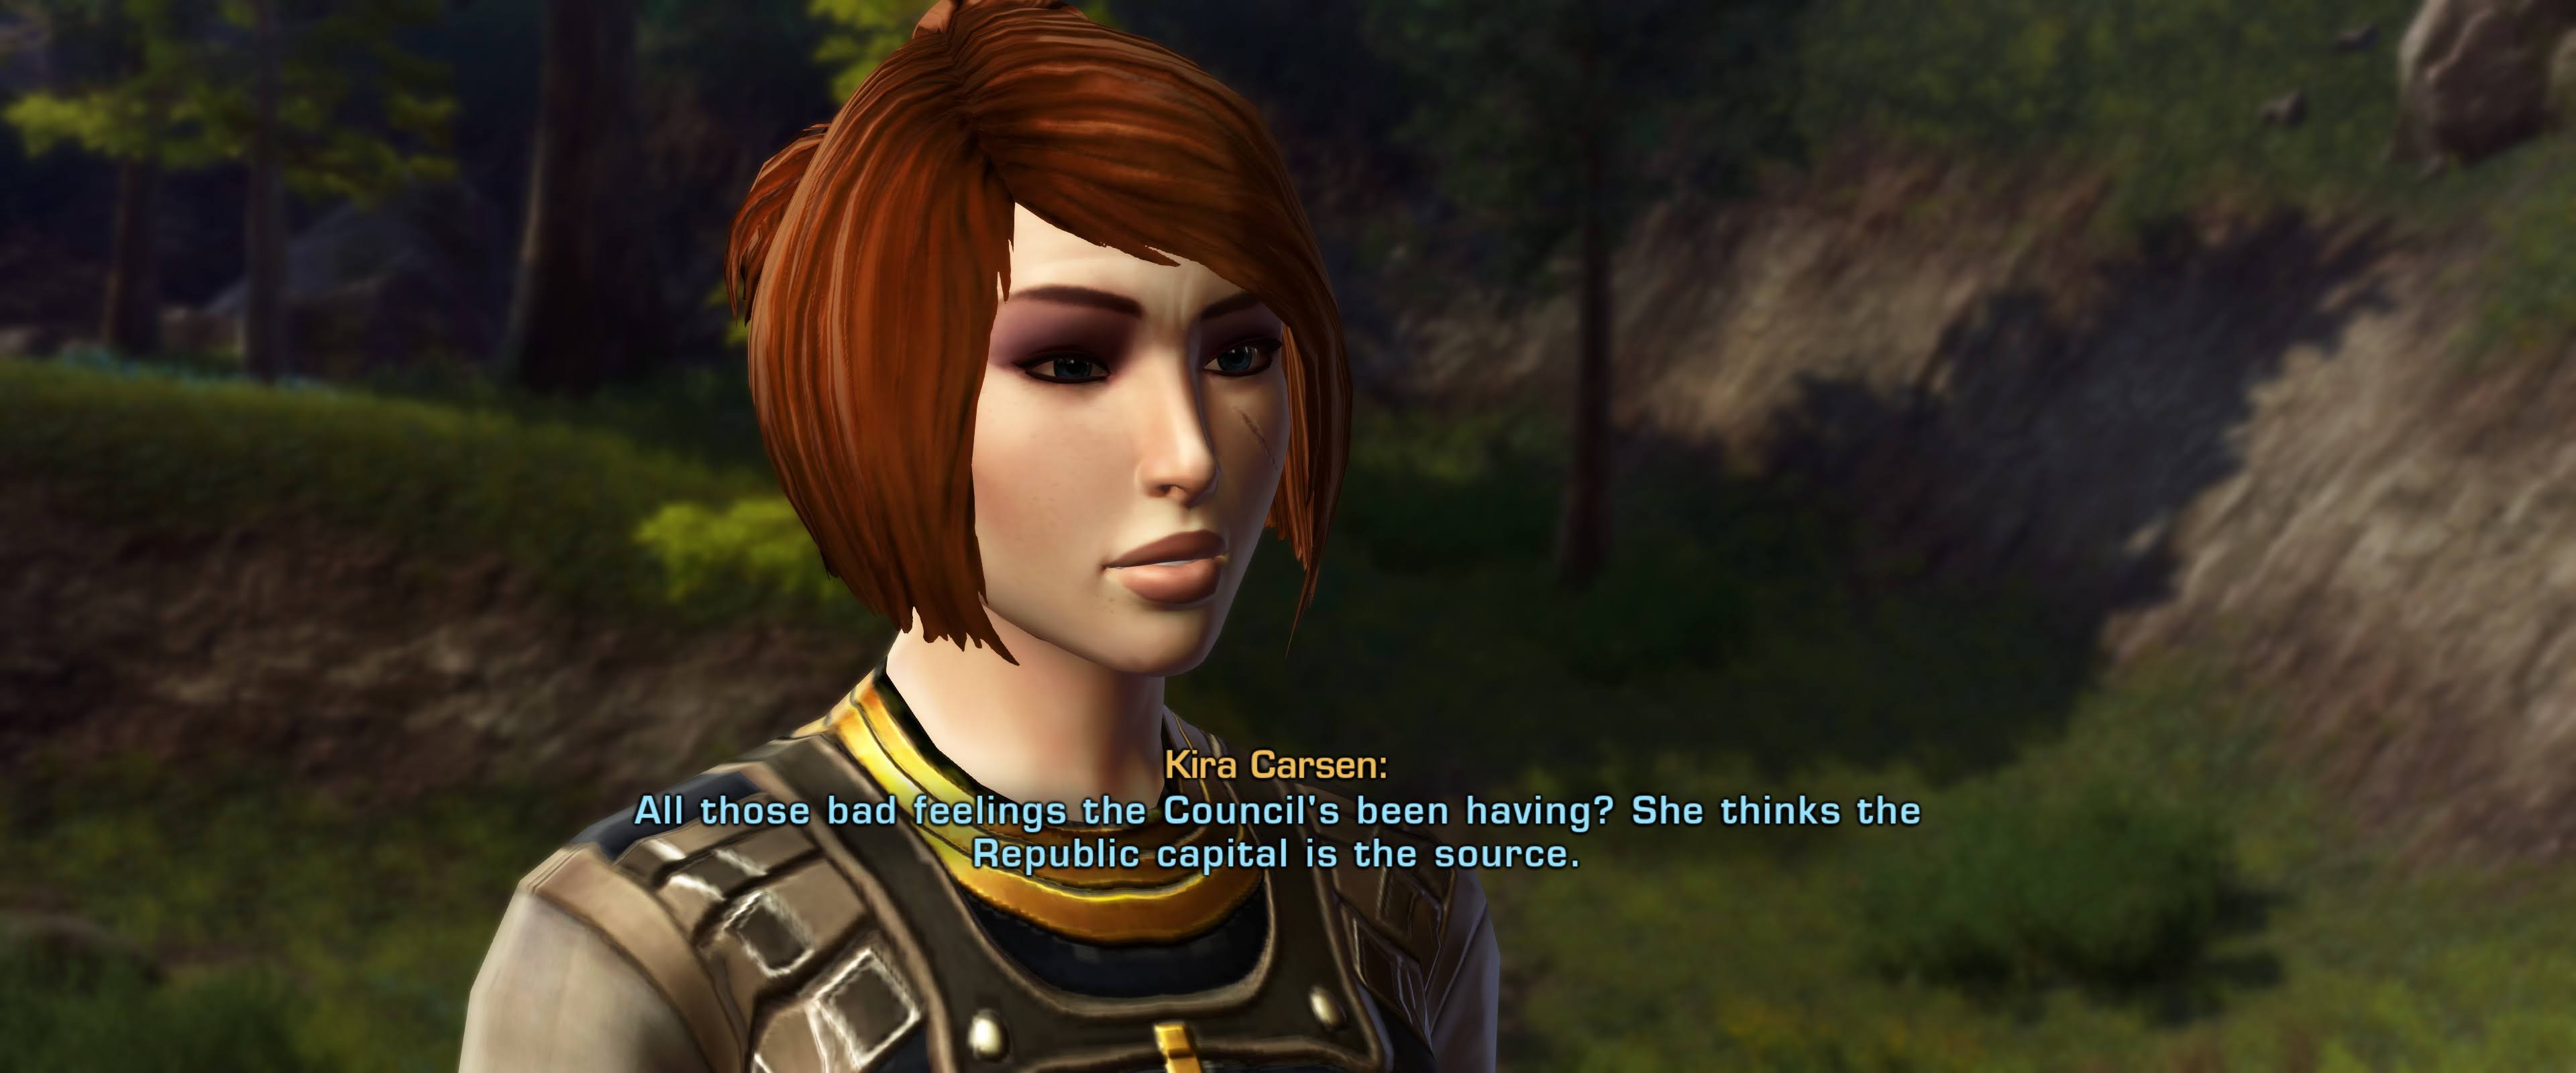 Kira Carsen:
All those bad feelings the Council's been having? She thinks the
Republic capital is the source.